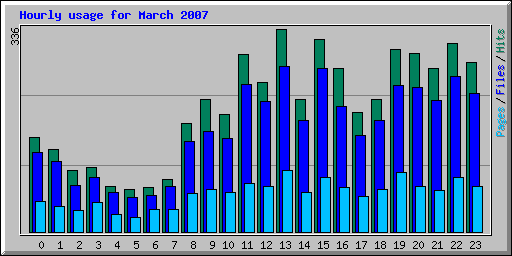 Hourly usage for March 2007
336
Pages / Files / Hits
0 1 2 3 4 5 6 7 8 9 10 11 12 13 14 15 16 17 18 19 20 21 22 23